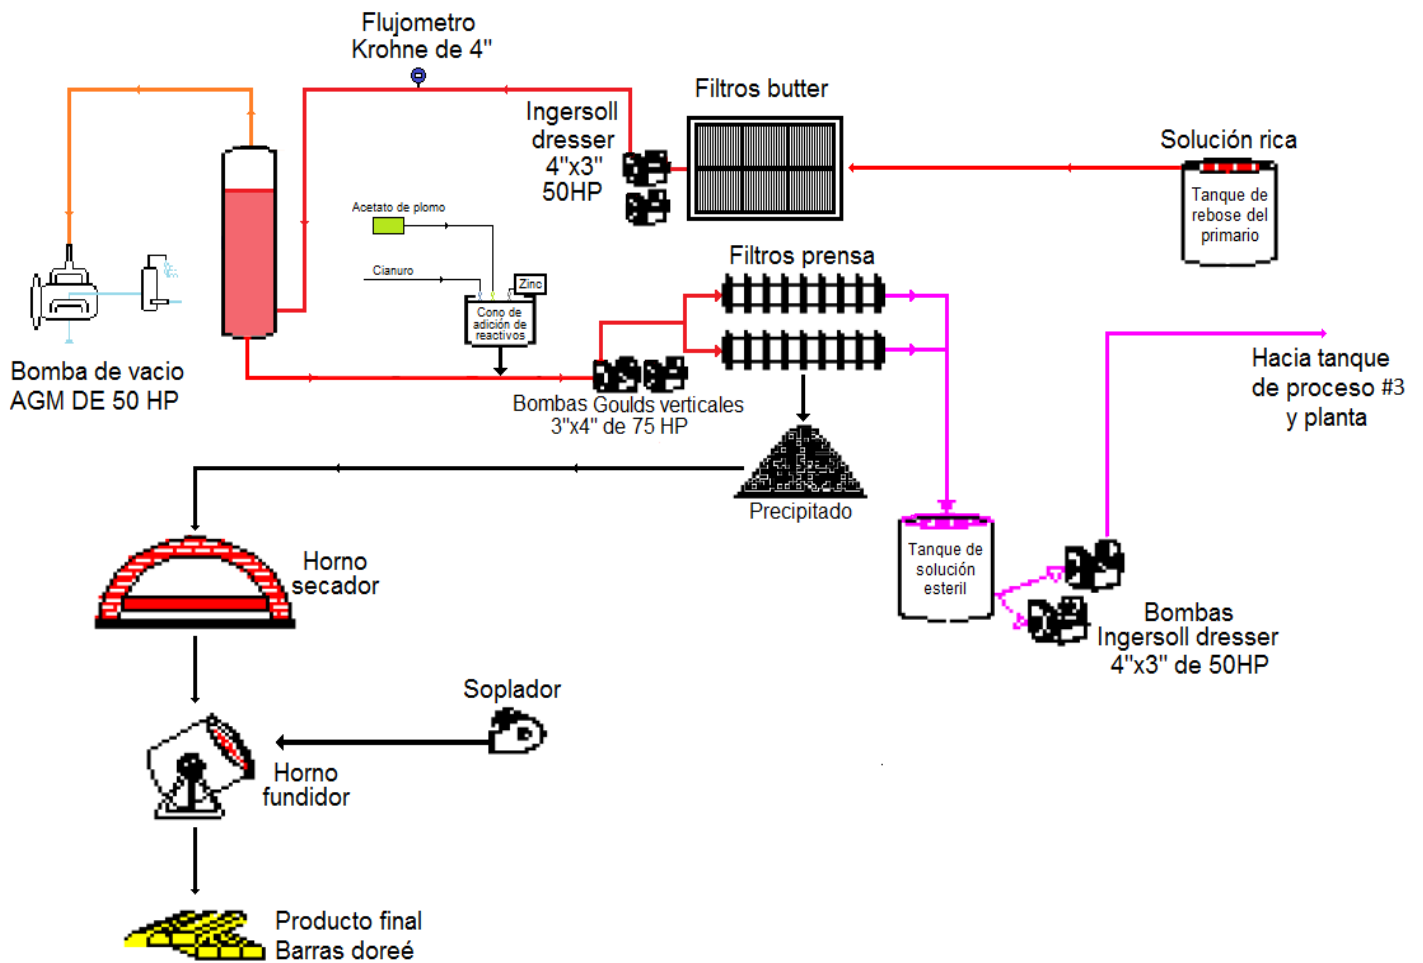 Flujometro
Krohne de 4"
Ingersoll
dresser
4"x3"
50HP
Filtros butter
Solución rica
Tanque de
rebose del
primario
Acetato de plomo
Cianuro
Zinc
Cono de
adición de
reactivos
Filtros prensa
Bomba de vacio
AGM DE 50 HP
Bombas Goulds verticales
3"x4" de 75 HP
Hacia tanque
de proceso #3
y planta
Precipitado
Tanque de
solución
esteril
Horno
secador
Bombas
Ingersoll dresser
4"x3" de 50HP
Soplador
Horno
fundidor
Producto final
Barras doreé